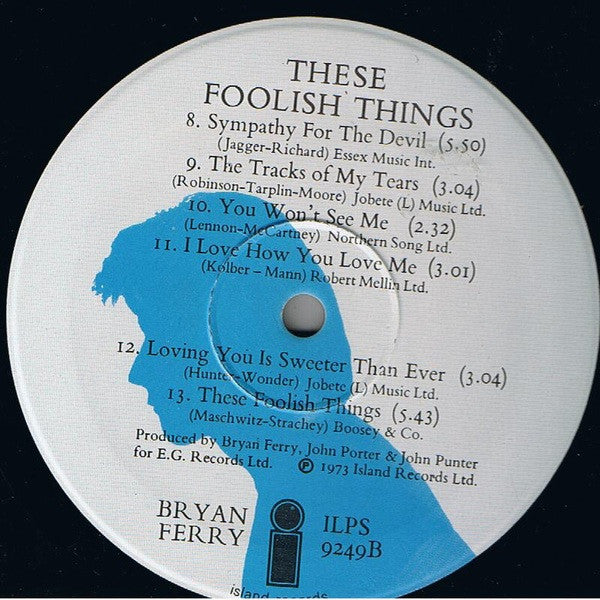 THESE
FOOLISH THINGS
8. Sympathy For The Devil (5.50)
(Jagger-Richard) Essex Music Int.
9. The Tracks of My Tears (3.04)
(Robinson-Tarplin-Moore) Jobete (L) Music Ltd.
10. You Won't See Me (2.32)
(Lennon-McCartney) Northern Song Ltd.
11. I Love How You Love Me (3.01)
(Kolber – Mann) Robert Mellin Ltd.
12. Loving You Is Sweeter Than Ever (3.04)
(Hunter-Wonder) Jobete (L) Music Ltd.
13. These Foolish Things (5.43)
(Maschwitz-Strachey) Boosey & Co.
Produced by Bryan Ferry, John Porter & John Punter
for E.G. Records Ltd. ℗ 1973 Island Records Ltd.
BRYAN
FERRY
ILPS
9249B
island records